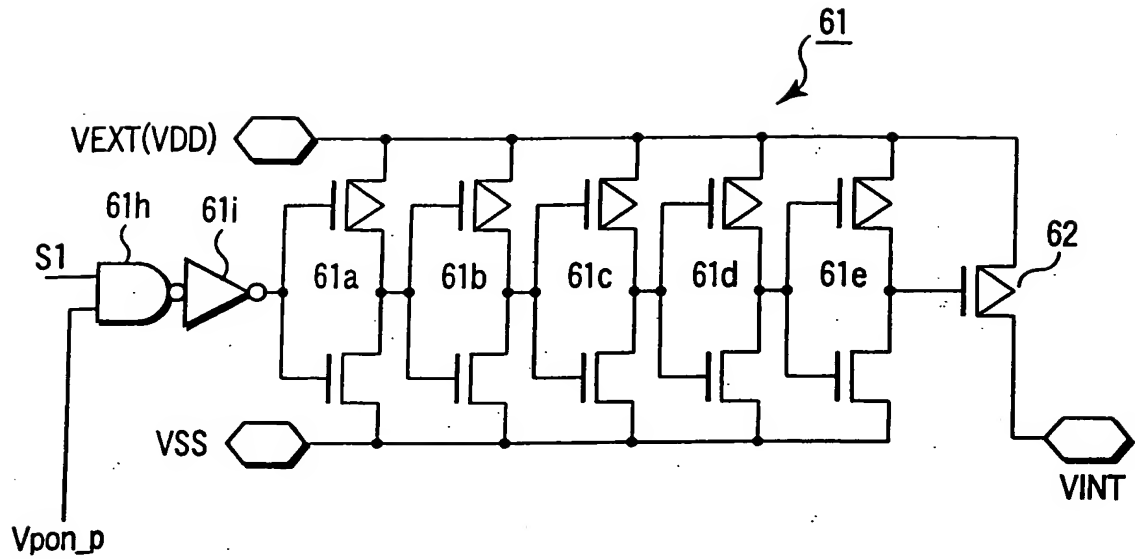 61
VEXT(VDD)
61h
61i
S1
61a
61b
61c
61d
61e
62
VSS
VINT
Vpon_p